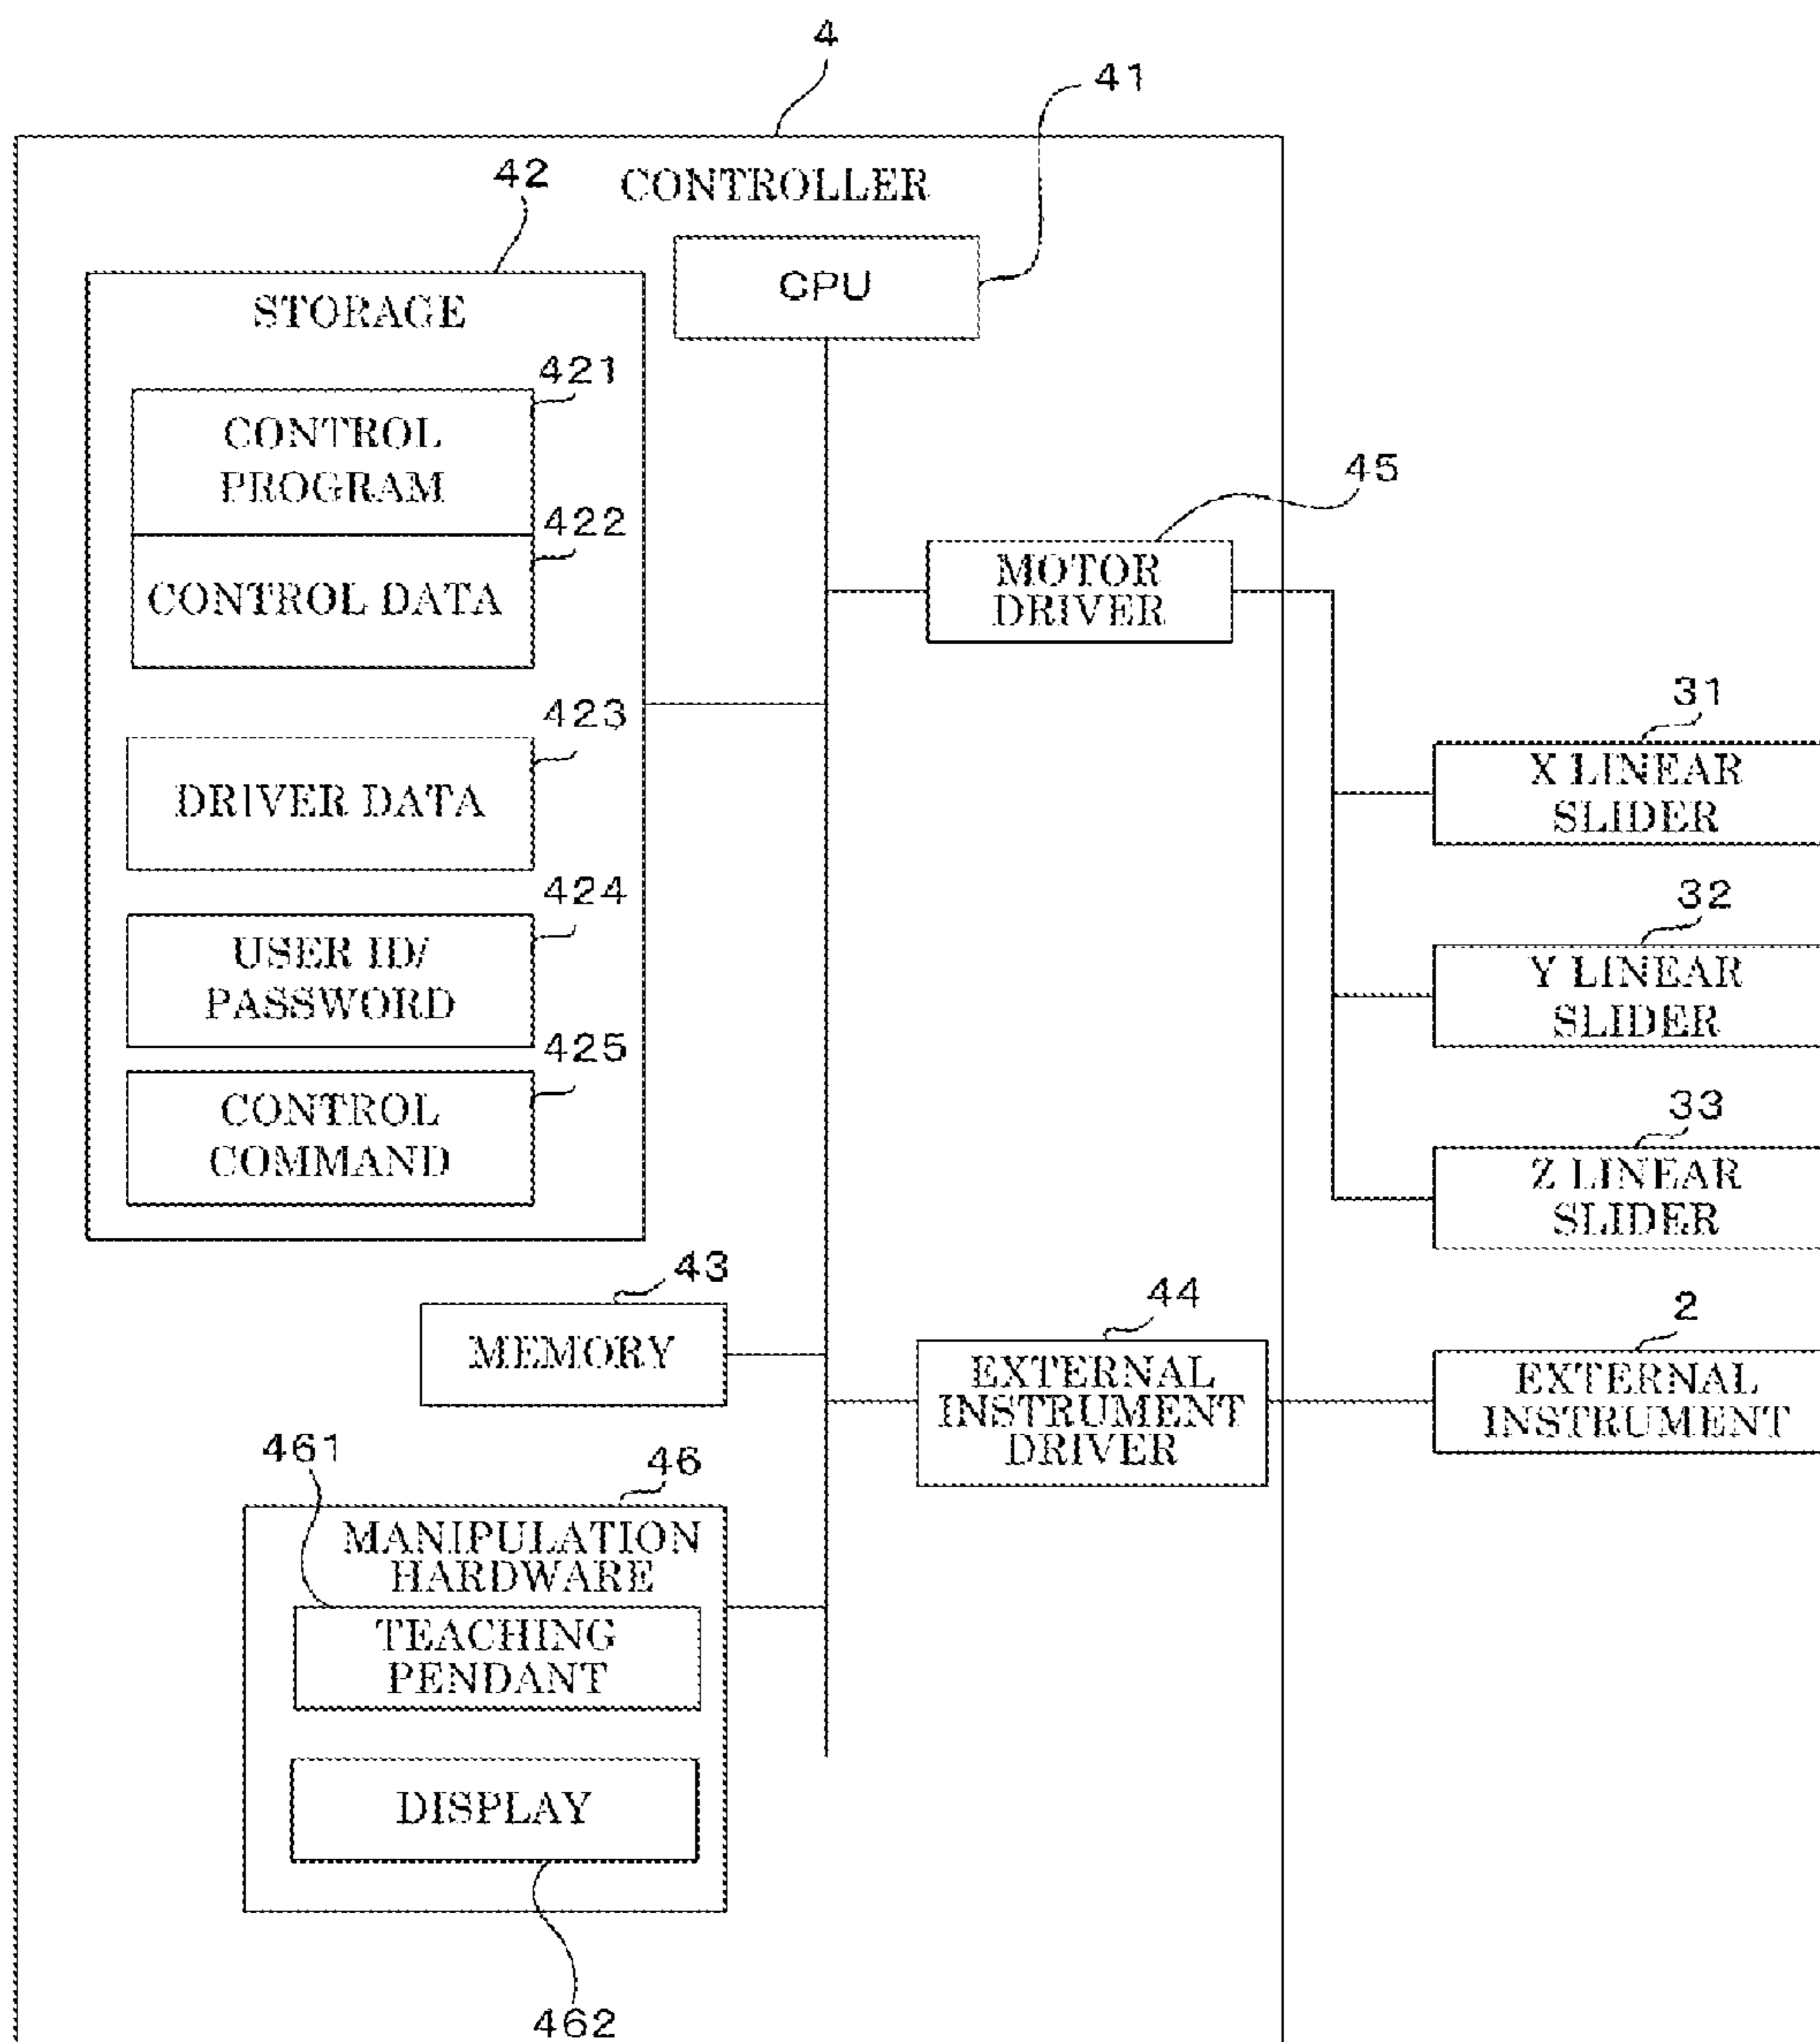 4
41
42
CONTROLLER
CPU
STORAGE
421
CONTROL
PROGRAM
422
CONTROL DATA
45
MOTOR
DRIVER
423
DRIVER DATA
31
X LINEAR
SLIDER
424
USER ID/
PASSWORD
32
Y LINEAR
SLIDER
425
CONTROL
COMMAND
33
Z LINEAR
SLIDER
43
MEMORY
44
EXTERNAL
INSTRUMENT
DRIVER
2
EXTERNAL
INSTRUMENT
461
46
MANIPULATION
HARDWARE
TEACHING
PENDANT
DISPLAY
462